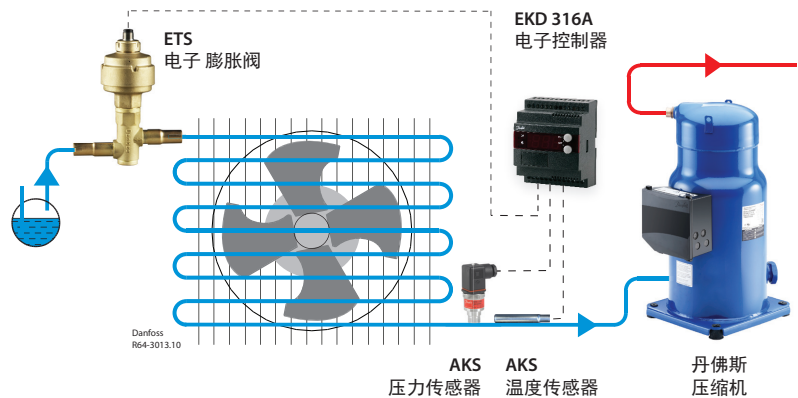 ETS
电子 膨胀阀
EKD 316A
电子控制器
Danfoss
R64-3013.10
AKS
压力传感器
AKS
温度传感器
丹佛斯
压缩机